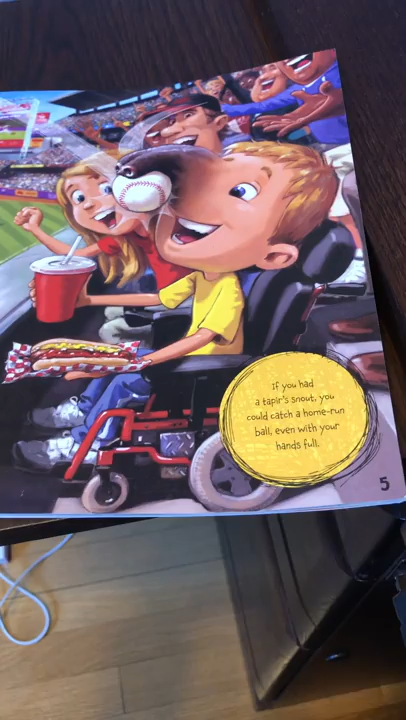 If you had
a tapir's snout, you
could catch a home-run
ball, even with your
hands full.
5